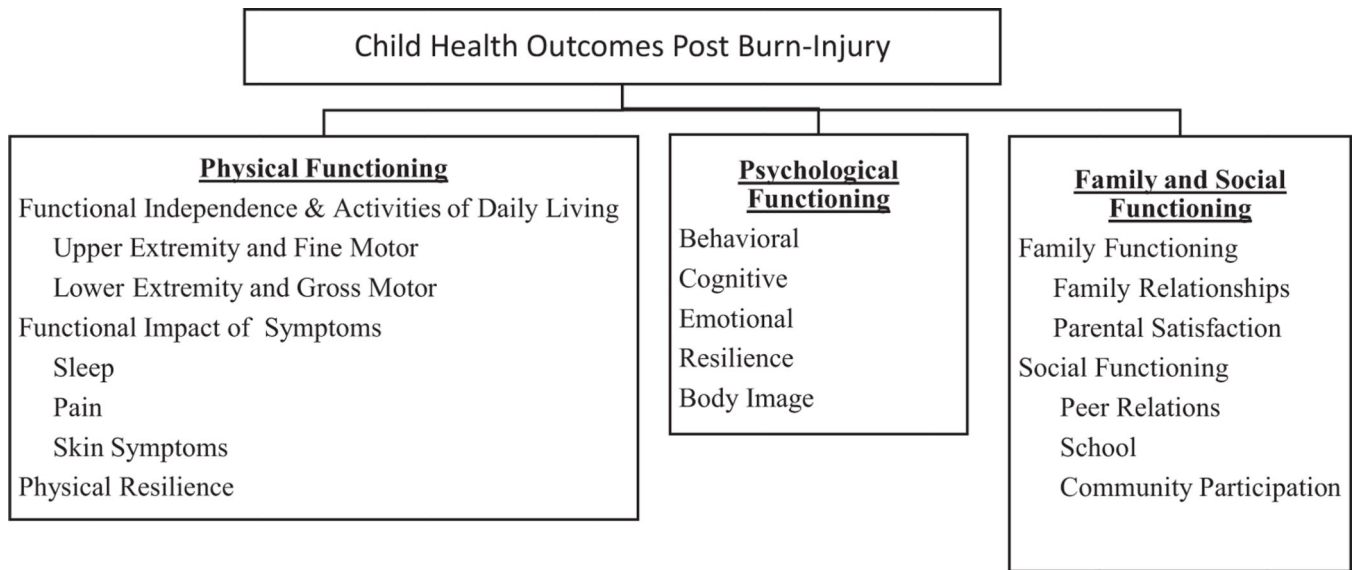 Child Health Outcomes Post Burn-Injury
Physical Functioning
Functional Independence & Activities of Daily Living
Upper Extremity and Fine Motor
Lower Extremity and Gross Motor
Functional Impact of Symptoms
Sleep
Pain
Skin Symptoms
Physical Resilience
Psychological
Functioning
Behavioral
Cognitive
Emotional
Resilience
Body Image
Family and Social
Functioning
Family Functioning
Family Relationships
Parental Satisfaction
Social Functioning
Peer Relations
School
Community Participation